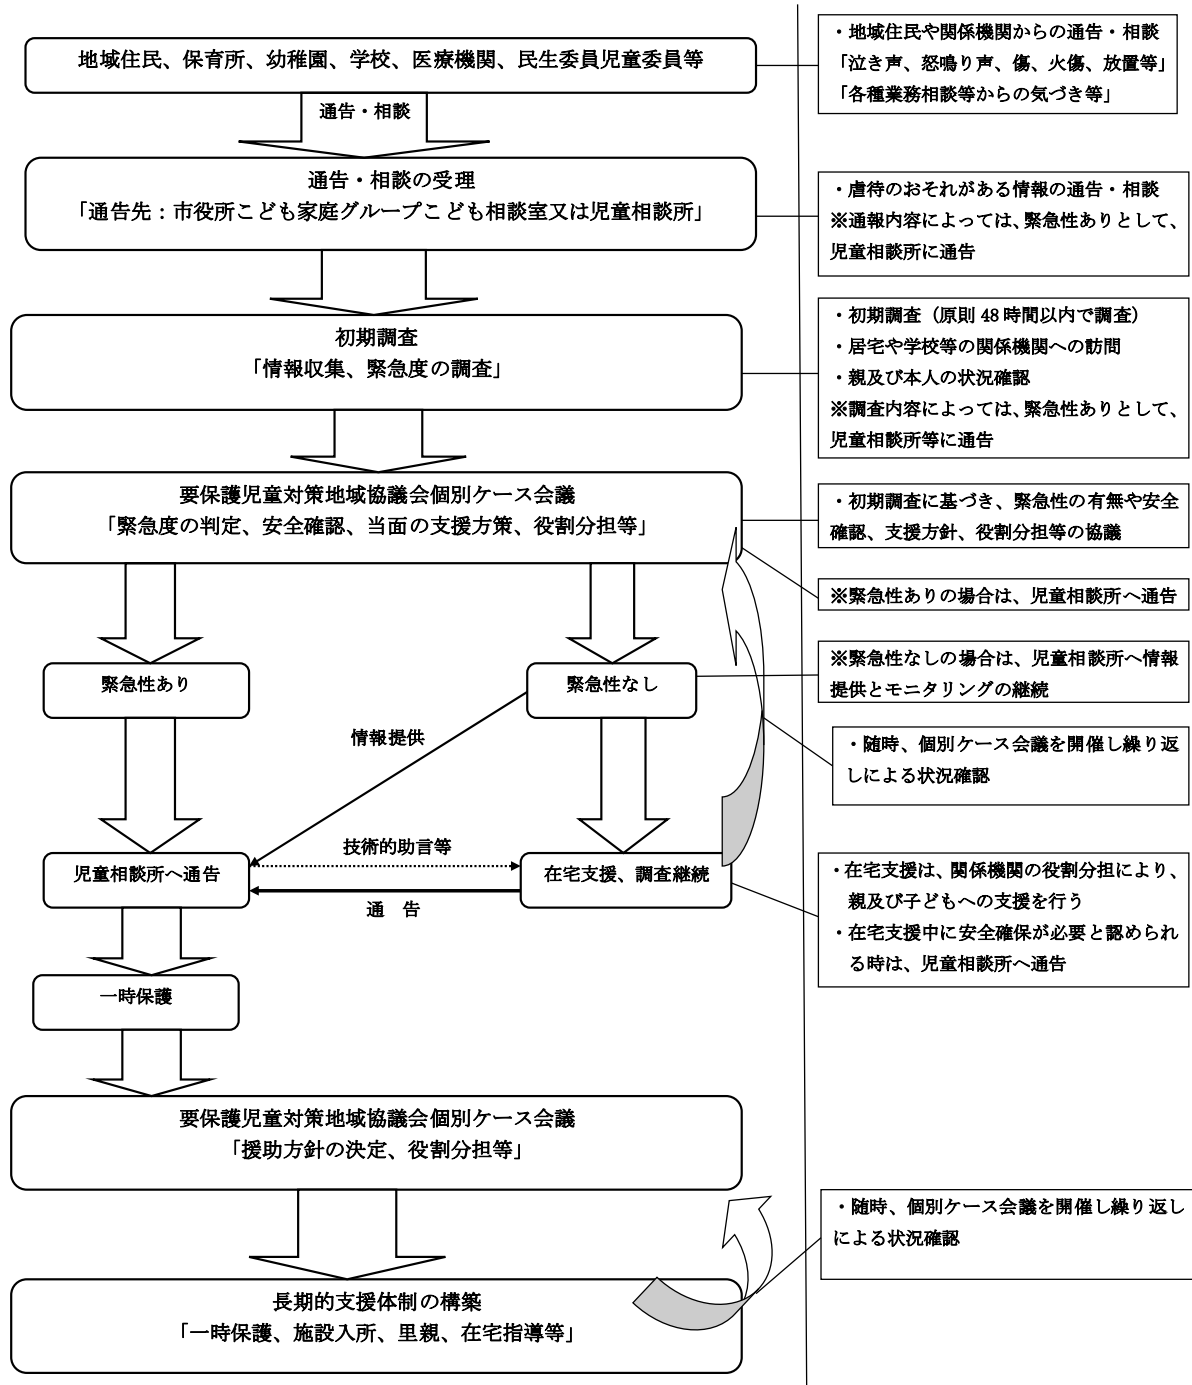 地域住民、保育所、幼稚園、学校、医療機関、民生委員児童委員等
・地域住民や関係機関からの通告・相談
「泣き声、怒鳴り声、傷、火傷、放置等」
「各種業務相談等からの気づき等」
通告・相談
通告・相談の受理
「通告先：市役所こども家庭グループこども相談室又は児童相談所」
・虐待のおそれがある情報の通告・相談
※通報内容によっては、緊急性ありとして、
児童相談所に通告
初期調査
「情報収集、緊急度の調査」
・初期調査（原則 48 時間以内で調査）
・居宅や学校等の関係機関への訪問
・親及び本人の状況確認
※調査内容によっては、緊急性ありとして、
児童相談所等に通告
要保護児童対策地域協議会個別ケース会議
「緊急度の判定、安全確認、当面の支援方策、役割分担等」
・初期調査に基づき、緊急性の有無や安全
確認、支援方針、役割分担等の協議
※緊急性ありの場合は、児童相談所へ通告
緊急性あり
緊急性なし
※緊急性なしの場合は、児童相談所へ情報
提供とモニタリングの継続
情報提供
・随時、個別ケース会議を開催し繰り返
しによる状況確認
技術的助言等
児童相談所へ通告
在宅支援、調査継続
通　告
・在宅支援は、関係機関の役割分担により、
親及び子どもへの支援を行う
・在宅支援中に安全確保が必要と認められ
る時は、児童相談所へ通告
一時保護
要保護児童対策地域協議会個別ケース会議
「援助方針の決定、役割分担等」
・随時、個別ケース会議を開催し繰り返し
による状況確認
長期的支援体制の構築
「一時保護、施設入所、里親、在宅指導等」